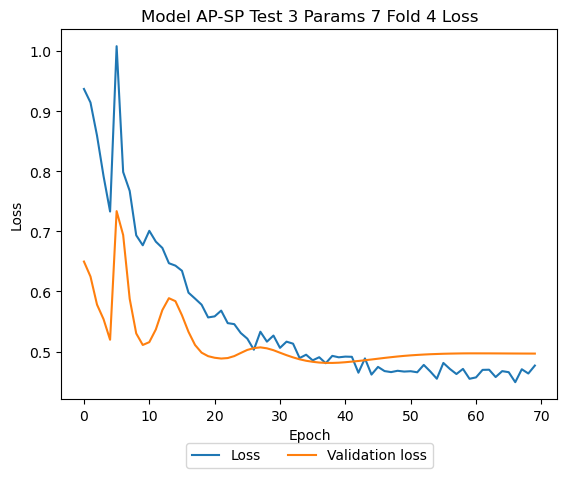 Model AP-SP Test 3 Params 7 Fold 4 Loss
1.0
0.9
0.8
0.7
0.6
0.5
Loss
0 10 20 30 40 50 60 70
Epoch
Loss Validation loss